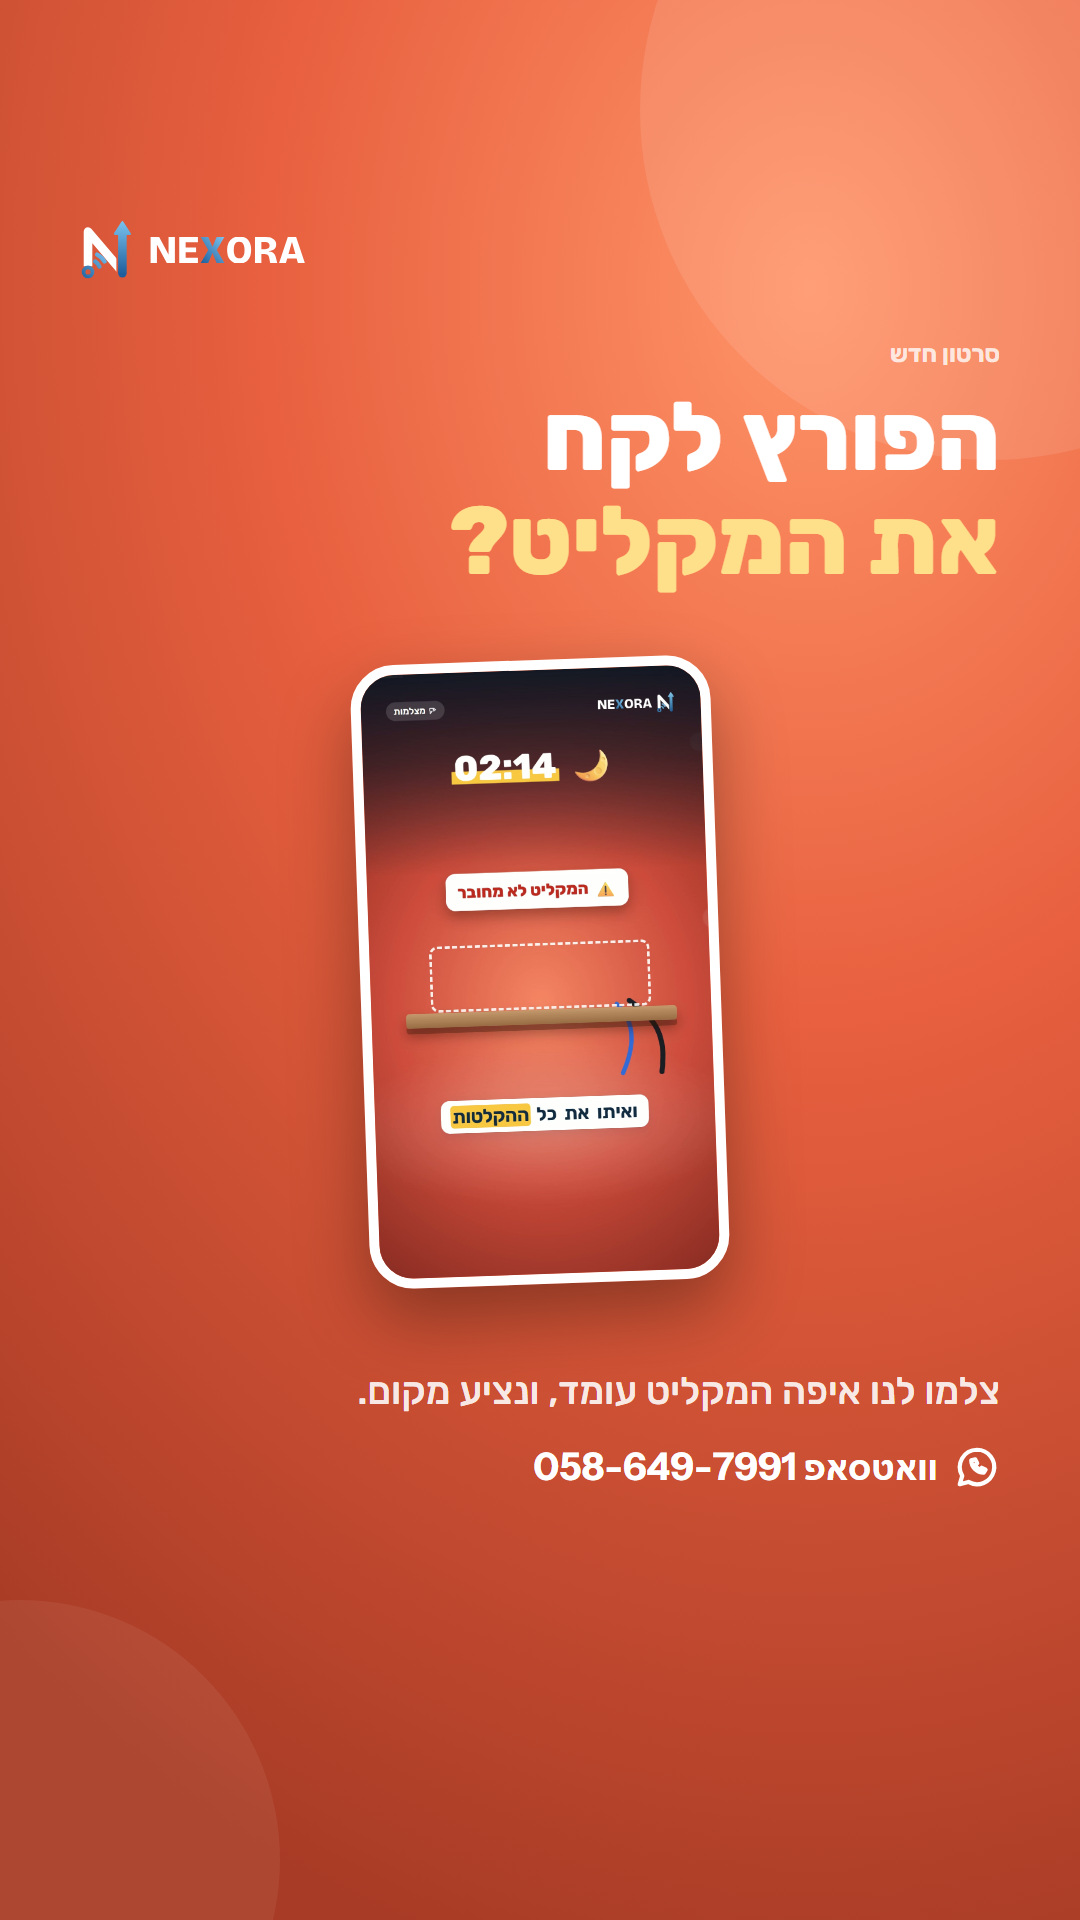 NEXORA
סרטון חדש
הפורץ לקח
את המקליט?
NEXORA
מצלמות
02:14
המקליט לא מחובר
ואיתו את כל ההקלטות
צלמו לנו איפה המקליט עומד, ונציע מקום.
וואטסאפ 058-649-7991